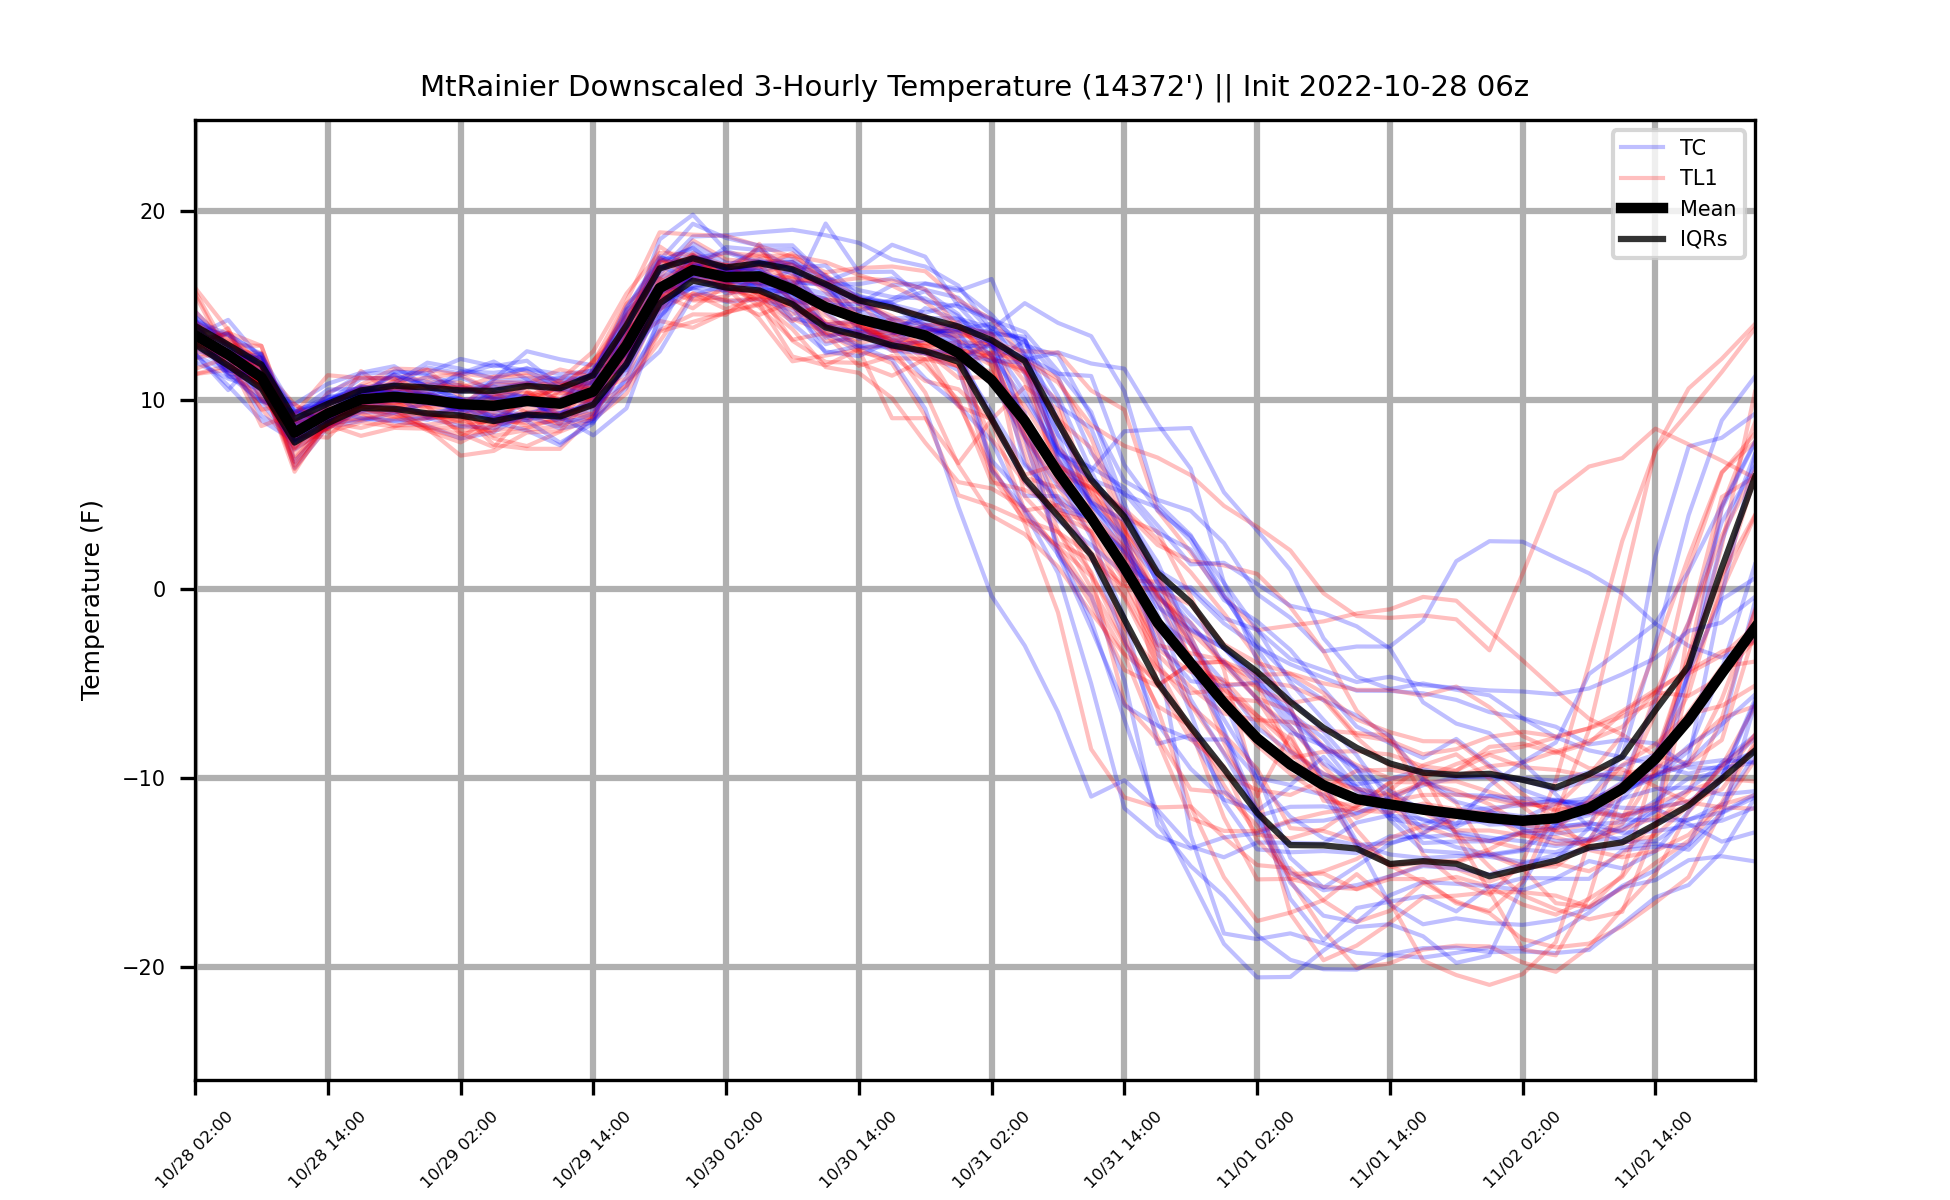 MtRainier Downscaled 3-Hourly Temperature (14372') || Init 2022-10-28 06z
TC
TL1
Mean
IQRs
Temperature (F)
20
10
0
−10
−20
10/28 02:00
10/28 14:00
10/29 02:00
10/29 14:00
10/30 02:00
10/30 14:00
10/31 02:00
10/31 14:00
11/01 02:00
11/01 14:00
11/02 02:00
11/02 14:00